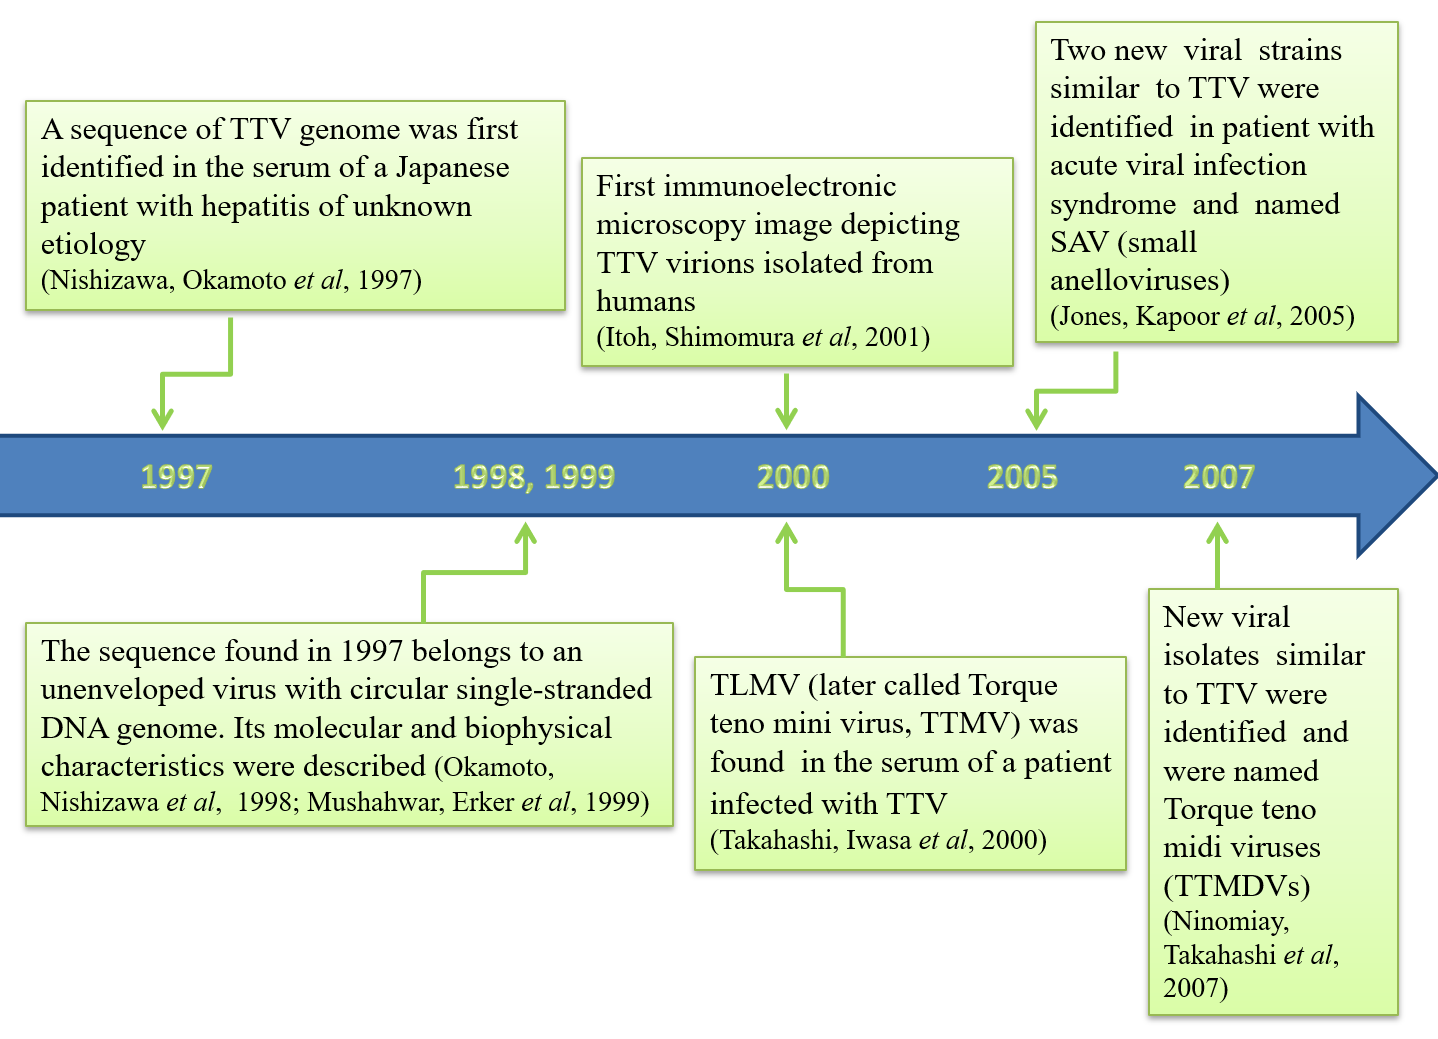 A sequence of TTV genome was first
identified in the serum of a Japanese
patient with hepatitis of unknown
etiology
(Nishizawa, Okamoto et al, 1997)
First immunoelectronic
microscopy image depicting
TTV virions isolated from
humans
(Itoh, Shimomura et al, 2001)
Two new viral strains
similar to TTV were
identified in patient with
acute viral infection
syndrome and named
SAV (small
anelloviruses)
(Jones, Kapoor et al, 2005)
1997
1998, 1999
2000
2005
2007
The sequence found in 1997 belongs to an
unenveloped virus with circular single-stranded
DNA genome. Its molecular and biophysical
characteristics were described (Okamoto,
Nishizawa et al, 1998; Mushahwar, Erker et al, 1999)
TLMV (later called Torque
teno mini virus, TTMV) was
found in the serum of a patient
infected with TTV
(Takahashi, Iwasa et al, 2000)
New viral
isolates similar
to TTV were
identified and
were named
Torque teno
midi viruses
(TTMDVs)
(Ninomiay,
Takahashi et al,
2007)